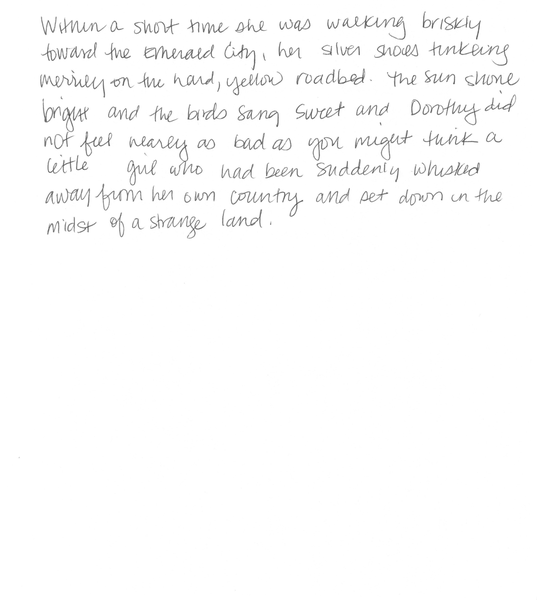 Within a short time she was walking briskly
toward the Emerald City, her silver shoes tinkling
merrily on the hard, yellow roadbed. The sun shone
bright and the birds sang sweet and Dorothy did
not feel nearly as bad as you might think a
little girl who had been suddenly whisked
away from her own country and set down in the
midst of a strange land.